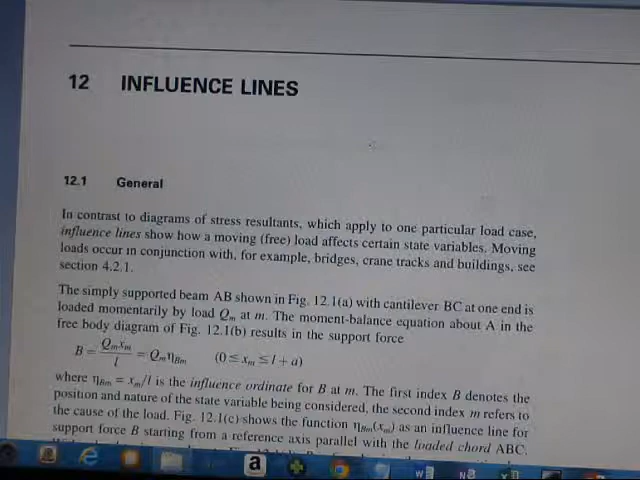 12 INFLUENCE LINES
12.1 General
In contrast to diagrams of stress resultants, which apply to one particular load case,
influence lines show how a moving (free) load affects certain state variables. Moving
loads occur in conjunction with, for example, bridges, crane tracks and buildings, see
section 4.2.1.
The simply supported beam AB shown in Fig. 12.1(a) with cantilever BC at one end is
loaded momentarily by load Qm at m. The moment-balance equation about A in the
free body diagram of Fig. 12.1(b) results in the support force
B = Qmxm / l = QmηBm (0 ≤ xm ≤ l + a)
where ηBm = xm/l is the influence ordinate for B at m. The first index B denotes the
position and nature of the state variable being considered, the second index m refers to
the cause of the load. Fig. 12.1(c) shows the function ηBm(xm) as an influence line for
support force B starting from a reference axis parallel with the loaded chord ABC.